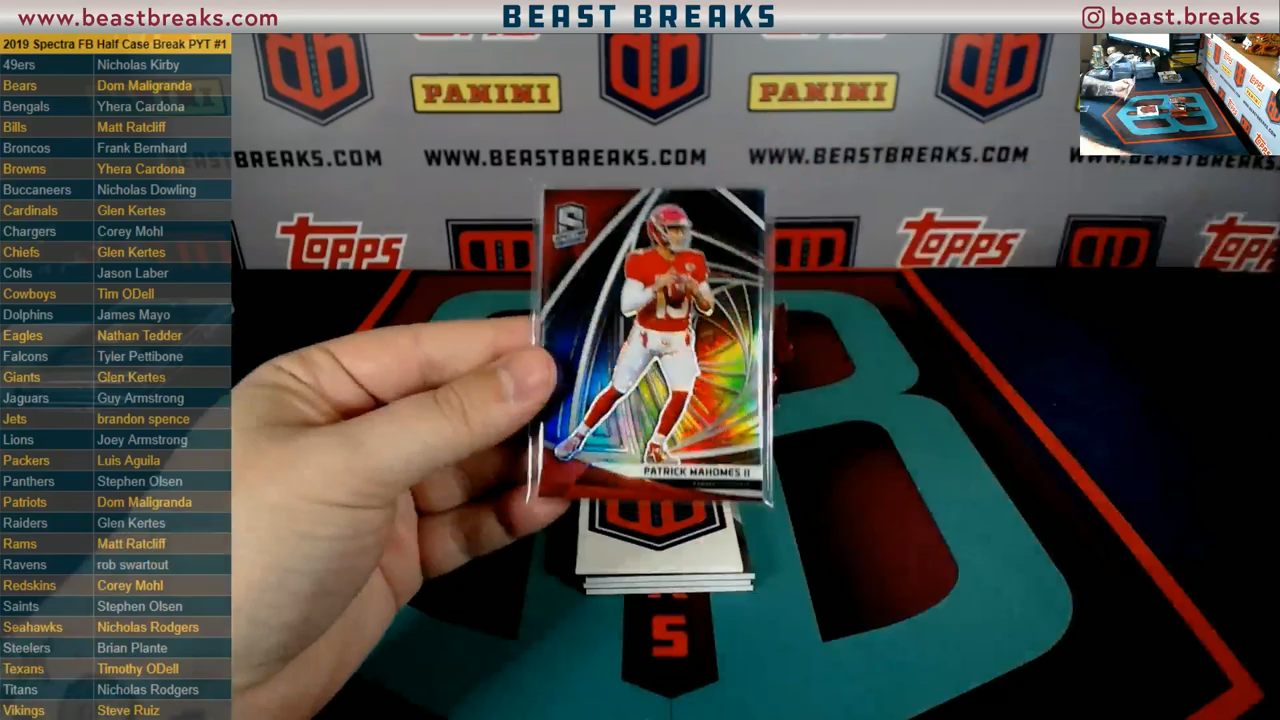 www.beastbreaks.com
BEAST BREAKS
beast.breaks
2019 Spectra FB Half Case Break PYT #1
49ers Nicholas Kirby
Bears Dom Maligranda
Bengals Yhera Cardona
Bills Matt Ratcliff
Broncos Frank Bernhard
Browns Yhera Cardona
Buccaneers Nicholas Dowling
Cardinals Glen Kertes
Chargers Corey Mohl
Chiefs Glen Kertes
Colts Jason Laber
Cowboys Tim ODell
Dolphins James Mayo
Eagles Nathan Tedder
Falcons Tyler Pettibone
Giants Glen Kertes
Jaguars Guy Armstrong
Jets brandon spence
Lions Joey Armstrong
Packers Luis Aguila
Panthers Stephen Olsen
Patriots Dom Maligranda
Raiders Glen Kertes
Rams Matt Ratcliff
Ravens rob swartout
Redskins Corey Mohl
Saints Stephen Olsen
Seahawks Nicholas Rodgers
Steelers Brian Plante
Texans Timothy ODell
Titans Nicholas Rodgers
Vikings Steve Ruiz
PANINI PANINI
BREAKS.COM WWW.BEASTBREAKS.COM WWW.BEASTBREAKS.COM
topps topps topps
S
PATRICK MAHOMES II
S